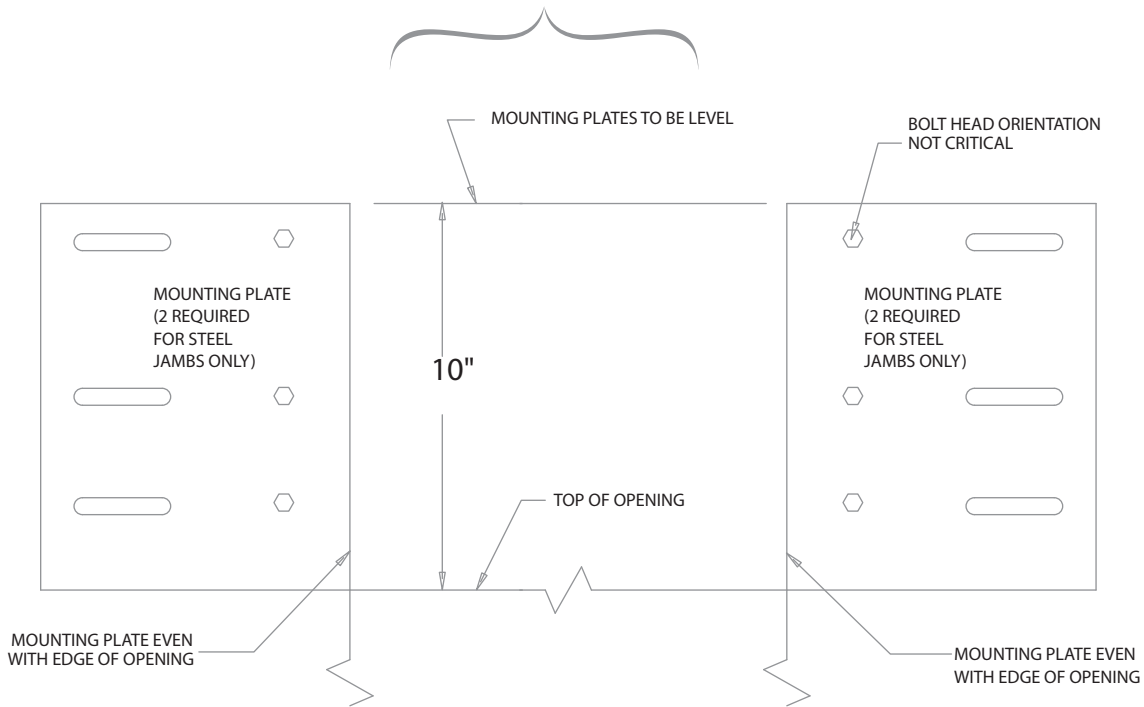 MOUNTING PLATES TO BE LEVEL
BOLT HEAD ORIENTATION
NOT CRITICAL
MOUNTING PLATE
(2 REQUIRED
FOR STEEL
JAMBS ONLY)
MOUNTING PLATE
(2 REQUIRED
FOR STEEL
JAMBS ONLY)
10"
TOP OF OPENING
MOUNTING PLATE EVEN
WITH EDGE OF OPENING
MOUNTING PLATE EVEN
WITH EDGE OF OPENING